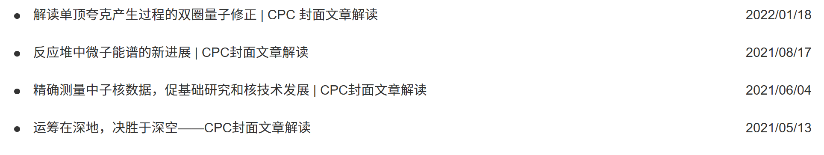 解读单顶夸克产生过程的双圈量子修正 | CPC 封面文章解读 2022/01/18
反应堆中微子能谱的新进展 | CPC封面文章解读 2021/08/17
精确测量中子核数据，促基础研究和核技术发展 | CPC封面文章解读 2021/06/04
运筹在深地，决胜于深空——CPC封面文章解读 2021/05/13